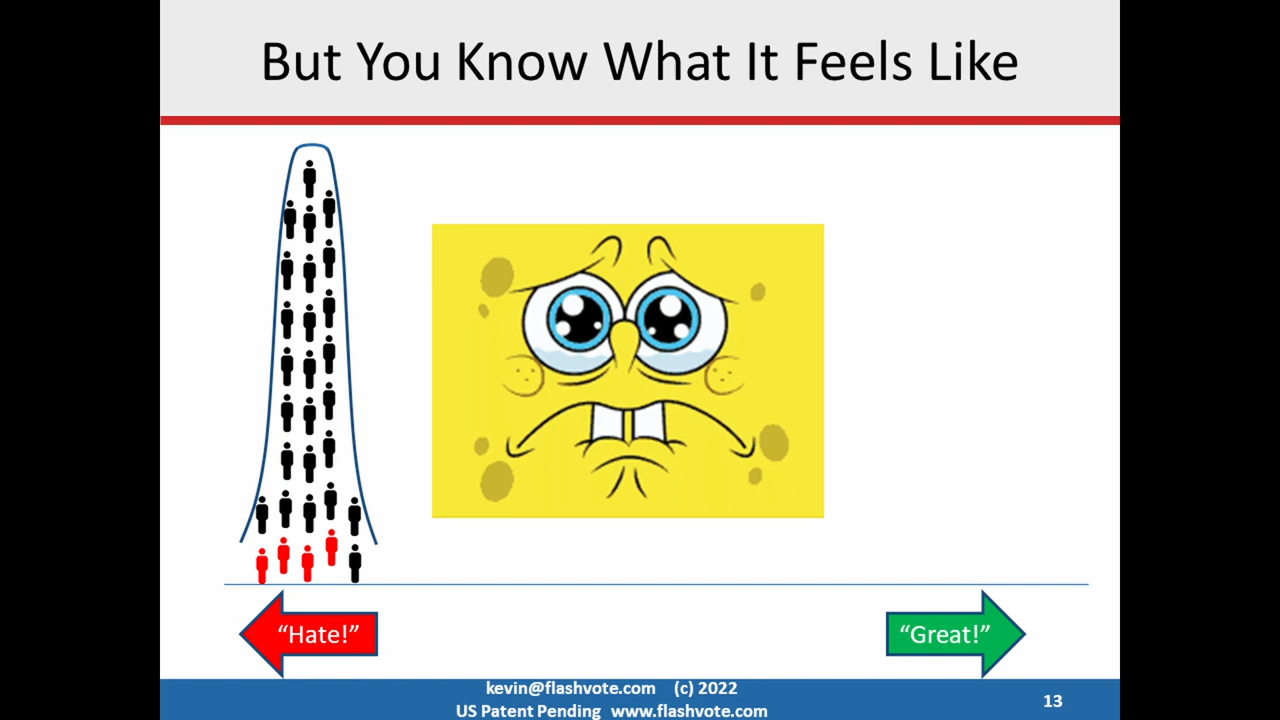 But You Know What It Feels Like
“Hate!”
“Great!”
kevin@flashvote.com (c) 2022
US Patent Pending www.flashvote.com
13